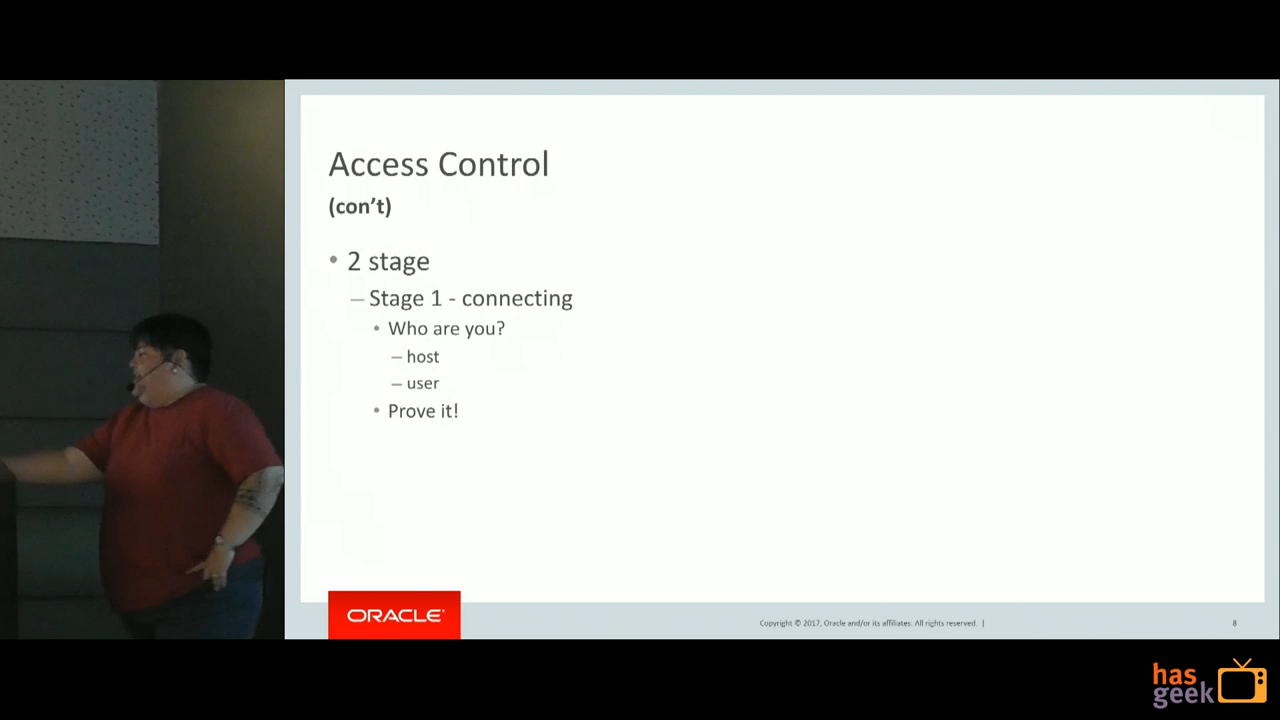 Access Control
(con't)
• 2 stage
– Stage 1 - connecting
• Who are you?
– host
– user
• Prove it!
ORACLE®
Copyright © 2017, Oracle and/or its affiliates. All rights reserved. |
8
has
geek